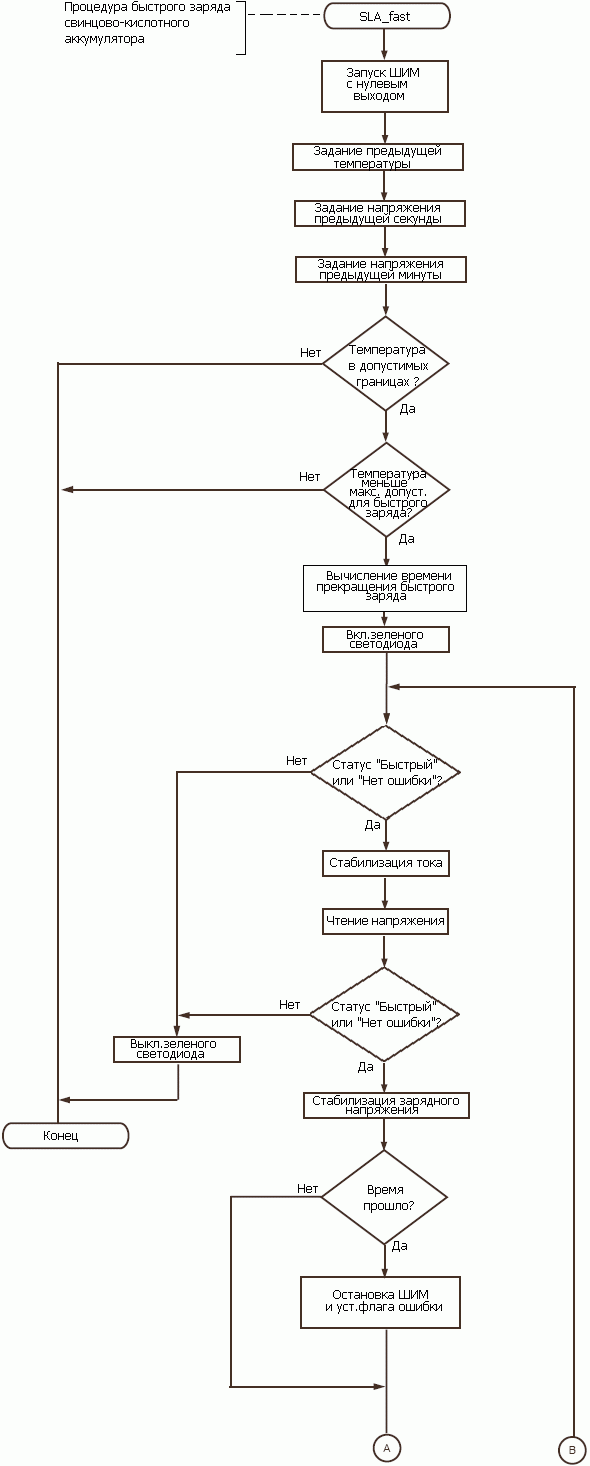 Процедура быстрого заряда
свинцово-кислотного
аккумулятора
SLA_fast
Запуск ШИМ
с нулевым
выходом
Задание предыдущей
температуры
Задание напряжения
предыдущей секунды
Задание напряжения
предыдущей минуты
Нет
Температура
в допустимых
границах ?
Да
Нет
Температура
меньше
макс. допуст.
для быстрого
заряда?
Да
Вычисление времени
прекращения быстрого
заряда
Вкл.зеленого
светодиода
Нет
Статус "Быстрый"
или "Нет ошибки"?
Да
Стабилизация тока
Чтение напряжения
Нет
Статус "Быстрый"
или "Нет ошибки"?
Выкл.зеленого
светодиода
Да
Стабилизация зарядного
напряжения
Конец
Нет
Время
прошло?
Да
Остановка ШИМ
и уст.флага ошибки
A
B